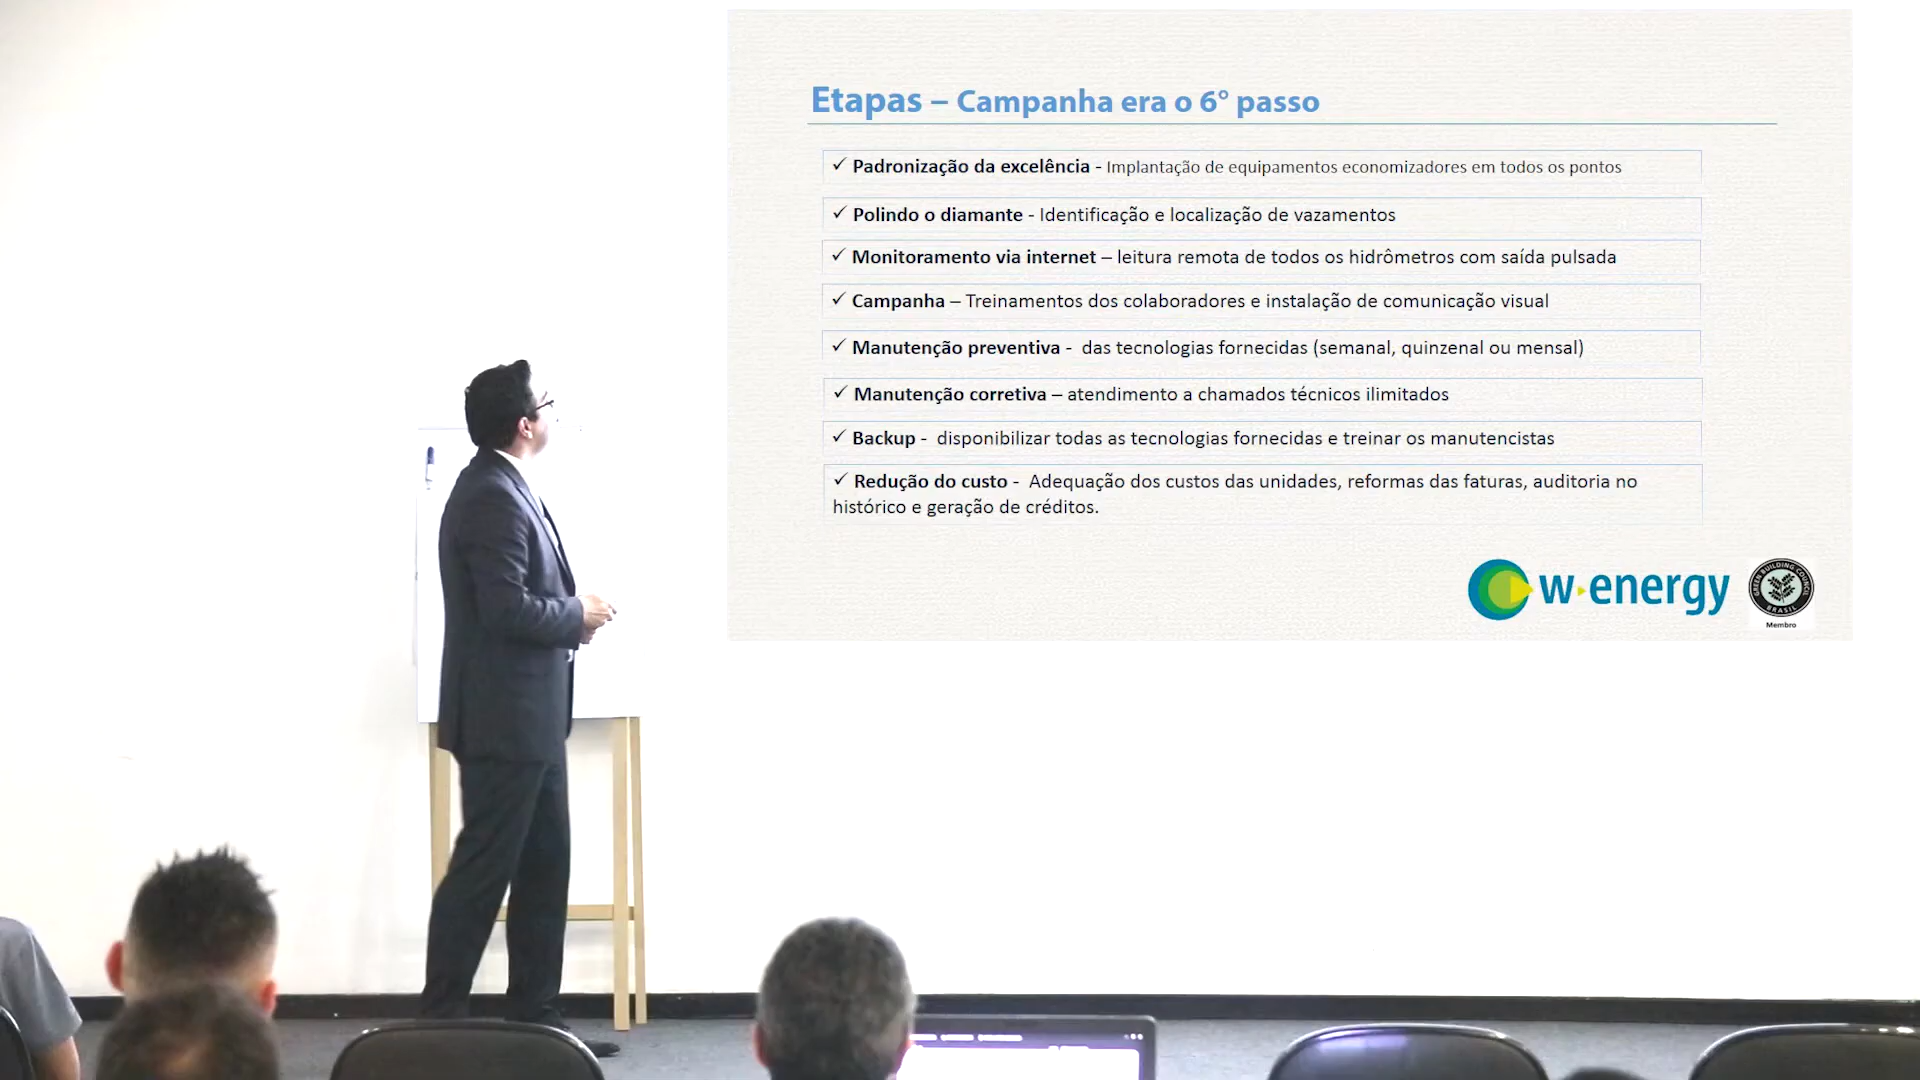 Etapas – Campanha era o 6° passo
✓ Padronização da excelência - Implantação de equipamentos economizadores em todos os pontos
✓ Polindo o diamante - Identificação e localização de vazamentos
✓ Monitoramento via internet – leitura remota de todos os hidrômetros com saída pulsada
✓ Campanha – Treinamentos dos colaboradores e instalação de comunicação visual
✓ Manutenção preventiva - das tecnologias fornecidas (semanal, quinzenal ou mensal)
✓ Manutenção corretiva – atendimento a chamados técnicos ilimitados
✓ Backup - disponibilizar todas as tecnologias fornecidas e treinar os manutencistas
✓ Redução do custo - Adequação dos custos das unidades, reformas das faturas, auditoria no
histórico e geração de créditos.
w energy
GREEN BUILDING COUNCIL
BRASIL
Membro